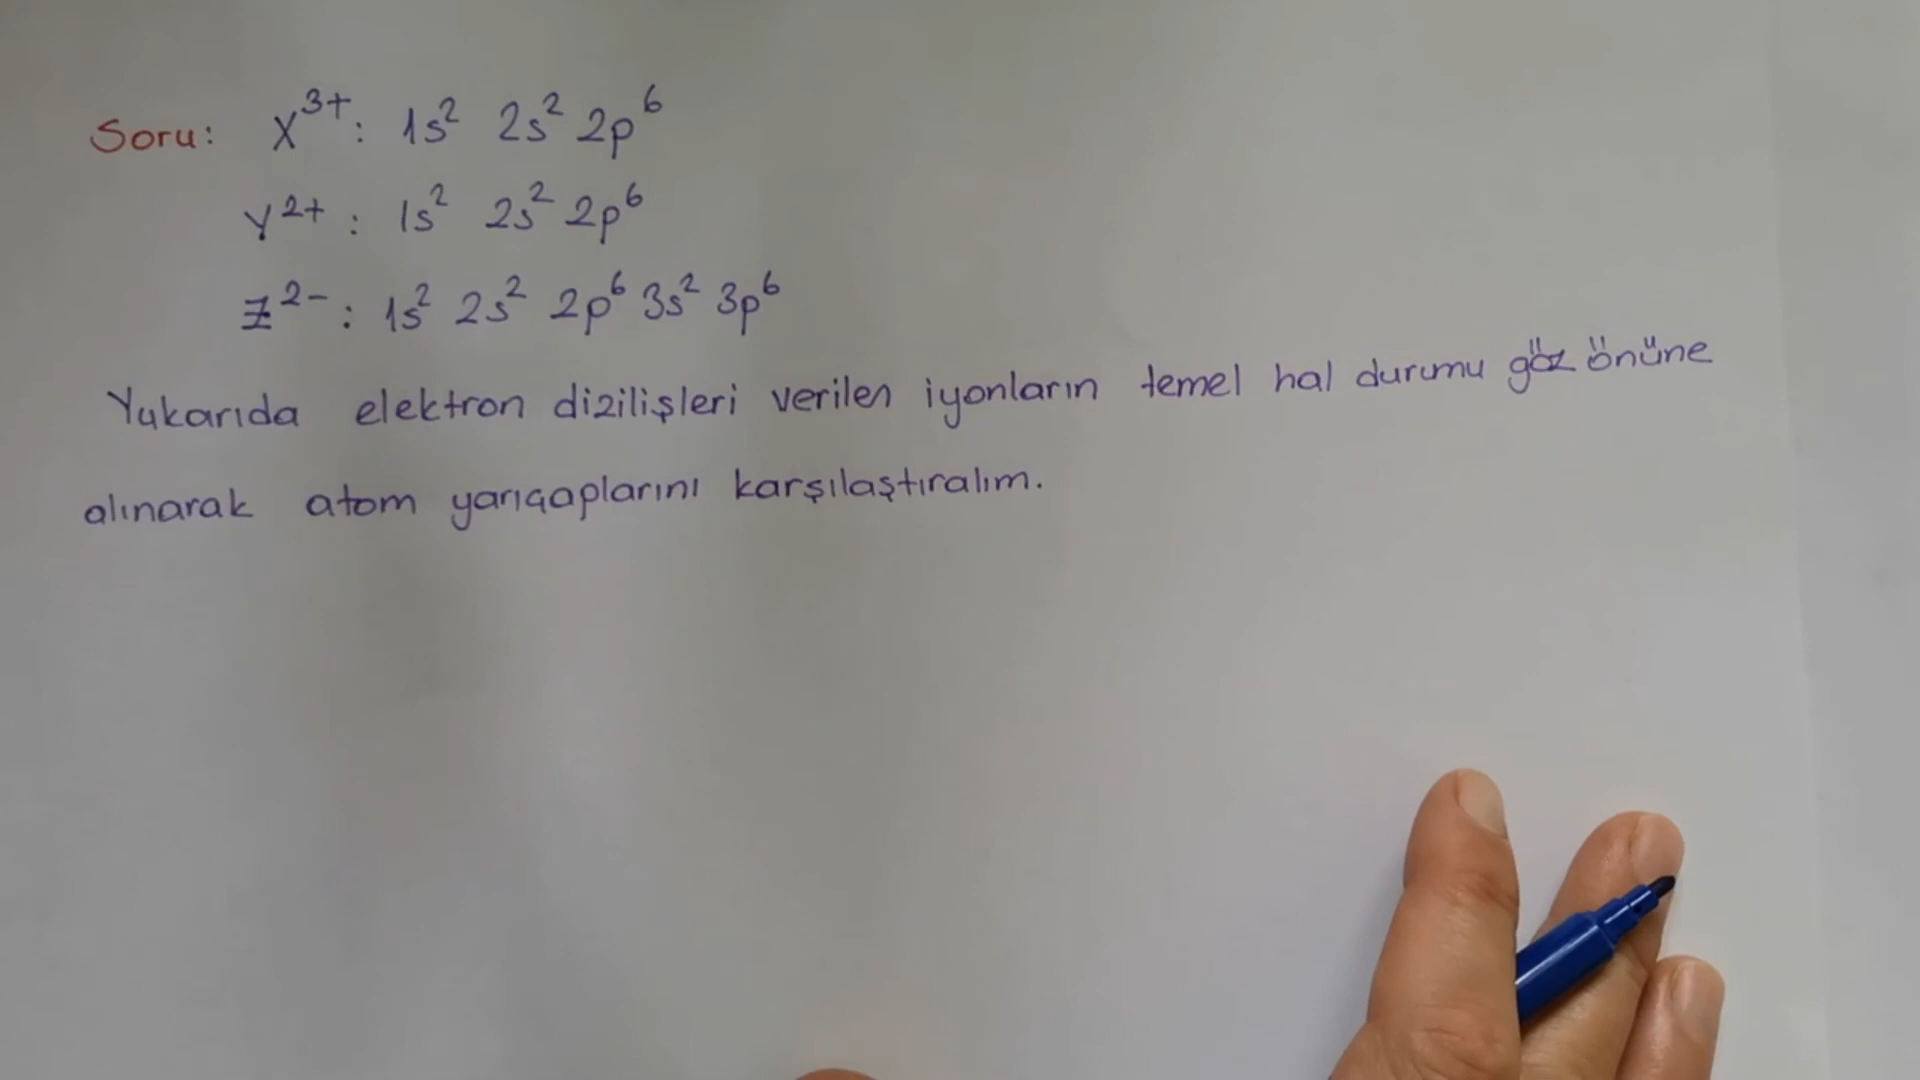 Soru: X³⁺: 1s² 2s² 2p⁶
Y²⁺: 1s² 2s² 2p⁶
Z²⁻: 1s² 2s² 2p⁶ 3s² 3p⁶
Yukarıda elektron dizilişleri verilen iyonların temel hal durumu göz önüne
alınarak atom yarıçaplarını karşılaştıralım.